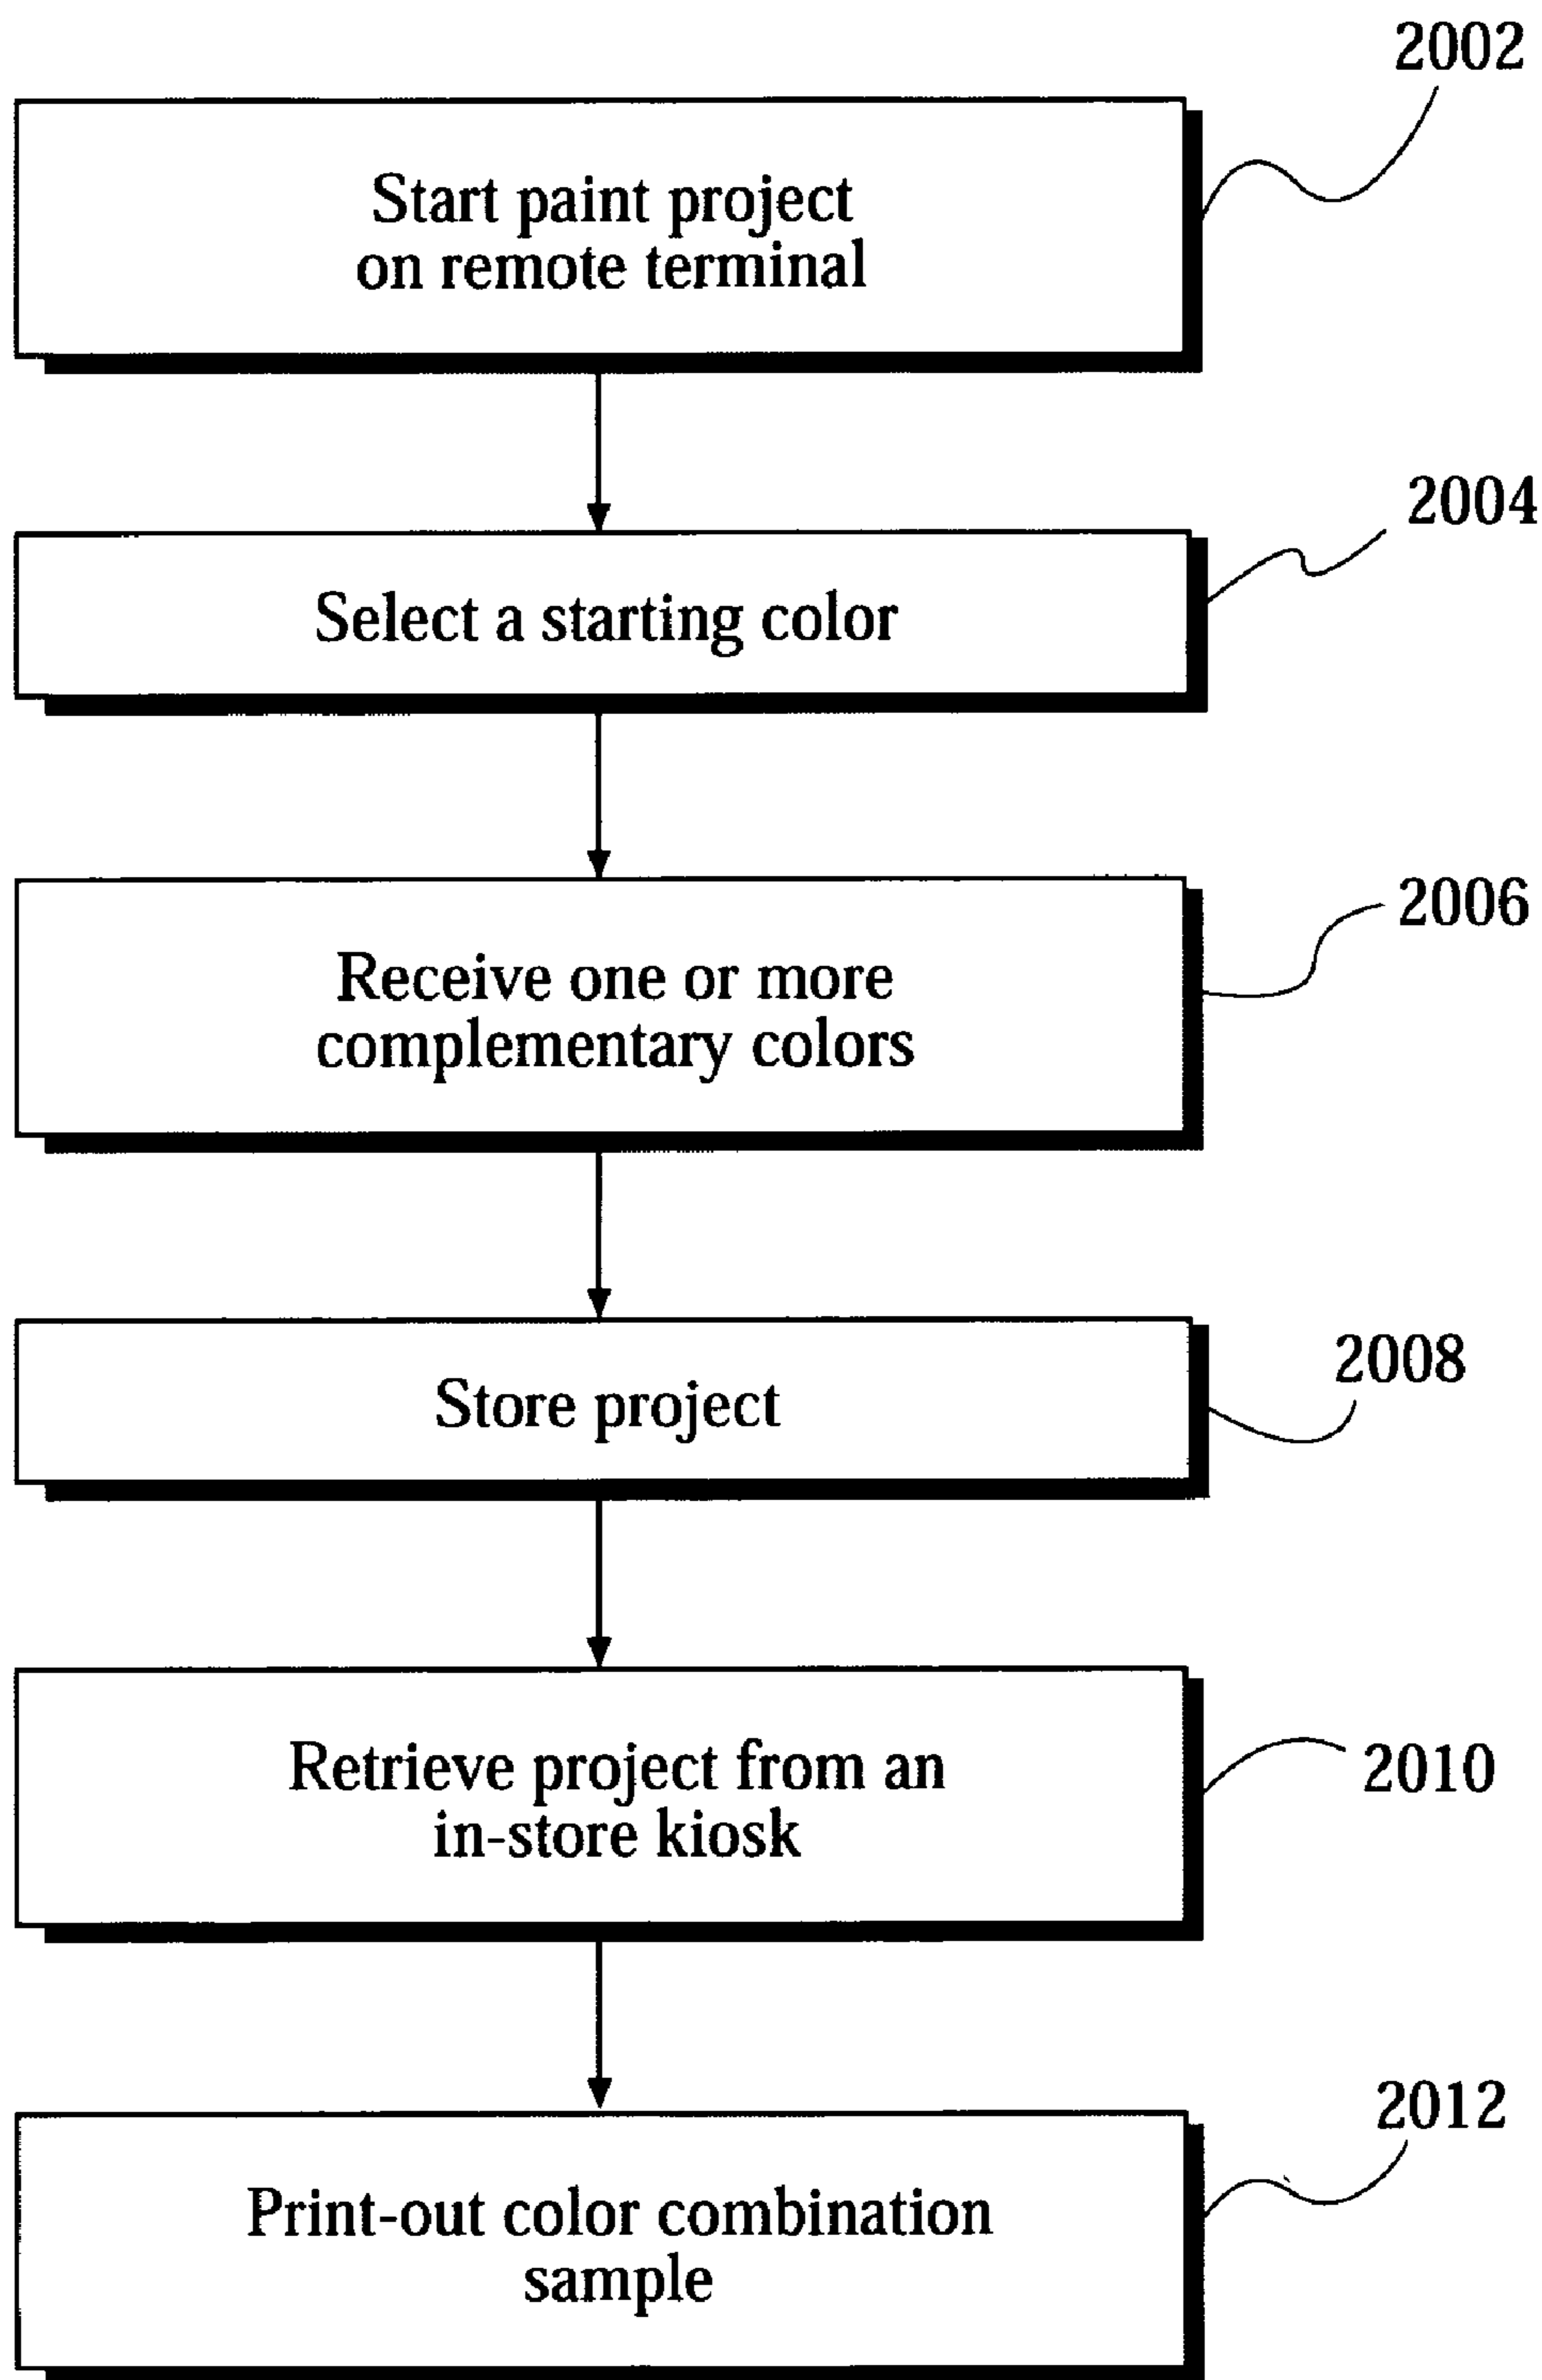 2002
Start paint project
on remote terminal
2004
Select a starting color
2006
Receive one or more
complementary colors
2008
Store project
2010
Retrieve project from an
in-store kiosk
2012
Print-out color combination
sample